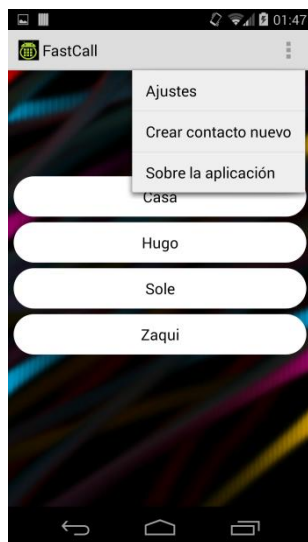 01:47
FastCall
Ajustes
Crear contacto nuevo
Sobre la aplicación
Casa
Hugo
Sole
Zaqui